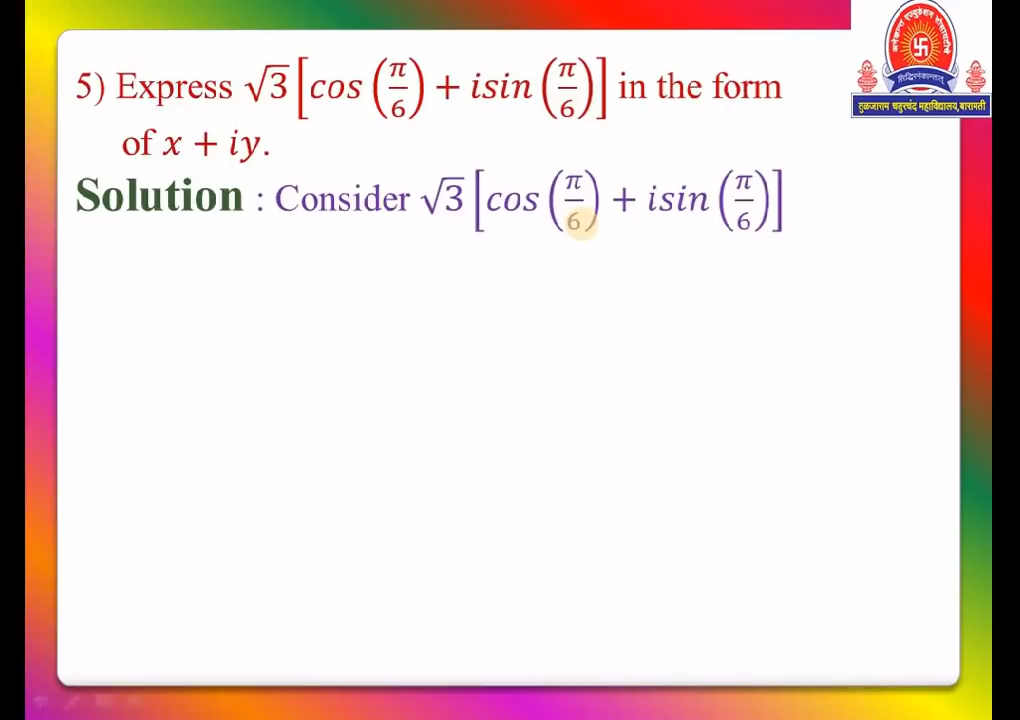 5) Express √3 [cos (π/6) + isin (π/6)] in the form
of x + iy.
Solution : Consider √3 [cos (π/6) + isin (π/6)]
तुळजाराम चतुरचंद महाविद्यालय, बारामती